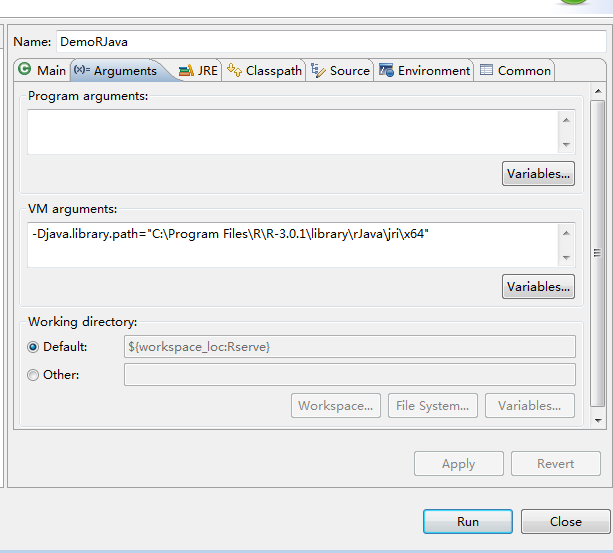 Name: DemoRJava
Main (x)= Arguments JRE Classpath Source Environment Common
Program arguments:
Variables...
VM arguments:
-Djava.library.path="C:\Program Files\R\R-3.0.1\library\rJava\jri\x64"
Variables...
Working directory:
Default: ${workspace_loc:Rserve}
Other:
Workspace... File System... Variables...
Apply Revert
Run Close